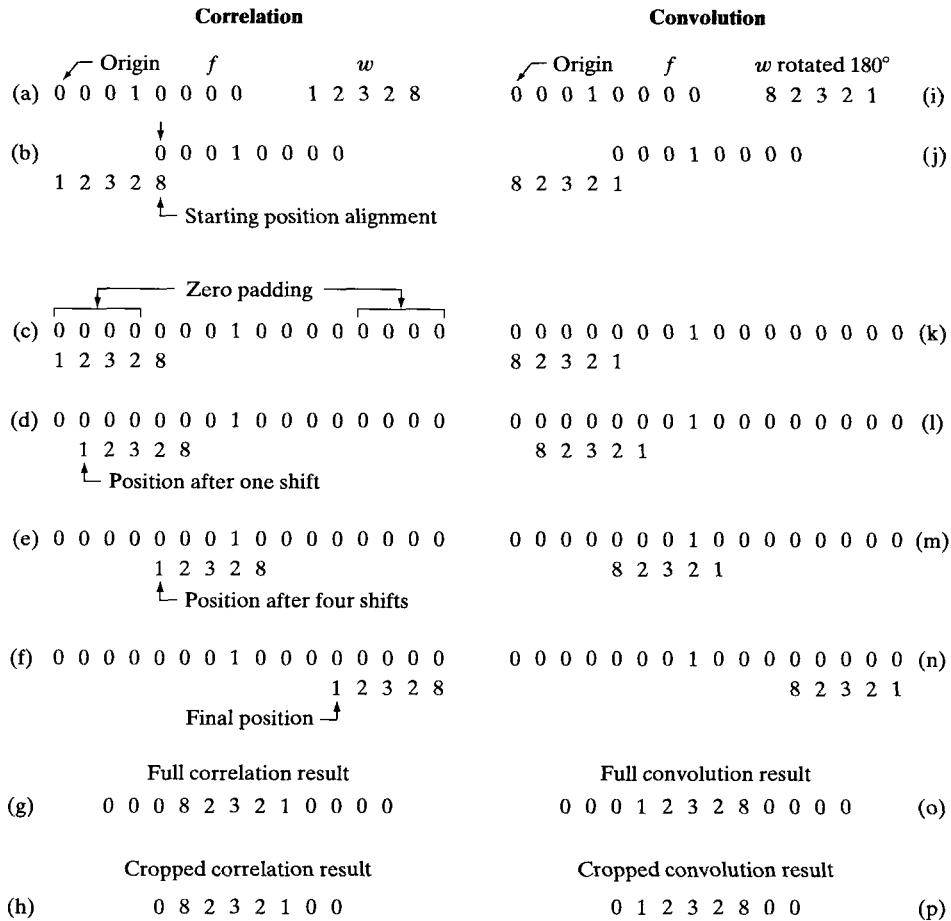 Correlation Convolution
Origin f w Origin f w rotated 180°
(a) 0 0 0 1 0 0 0 0 1 2 3 2 8 0 0 0 1 0 0 0 0 8 2 3 2 1 (i)
(b) 0 0 0 1 0 0 0 0 0 0 0 1 0 0 0 0 (j)
1 2 3 2 8 8 2 3 2 1
Starting position alignment
Zero padding
(c) 0 0 0 0 0 0 0 1 0 0 0 0 0 0 0 0 0 0 0 0 0 0 0 1 0 0 0 0 0 0 0 0 (k)
1 2 3 2 8 8 2 3 2 1
(d) 0 0 0 0 0 0 0 1 0 0 0 0 0 0 0 0 0 0 0 0 0 0 0 1 0 0 0 0 0 0 0 0 (l)
1 2 3 2 8 8 2 3 2 1
Position after one shift
(e) 0 0 0 0 0 0 0 1 0 0 0 0 0 0 0 0 0 0 0 0 0 0 0 1 0 0 0 0 0 0 0 0 (m)
1 2 3 2 8 8 2 3 2 1
Position after four shifts
(f) 0 0 0 0 0 0 0 1 0 0 0 0 0 0 0 0 0 0 0 0 0 0 0 1 0 0 0 0 0 0 0 0 (n)
1 2 3 2 8 8 2 3 2 1
Final position
Full correlation result Full convolution result
(g) 0 0 0 8 2 3 2 1 0 0 0 0 0 0 0 1 2 3 2 8 0 0 0 0 (o)
Cropped correlation result Cropped convolution result
(h) 0 8 2 3 2 1 0 0 0 1 2 3 2 8 0 0 (p)